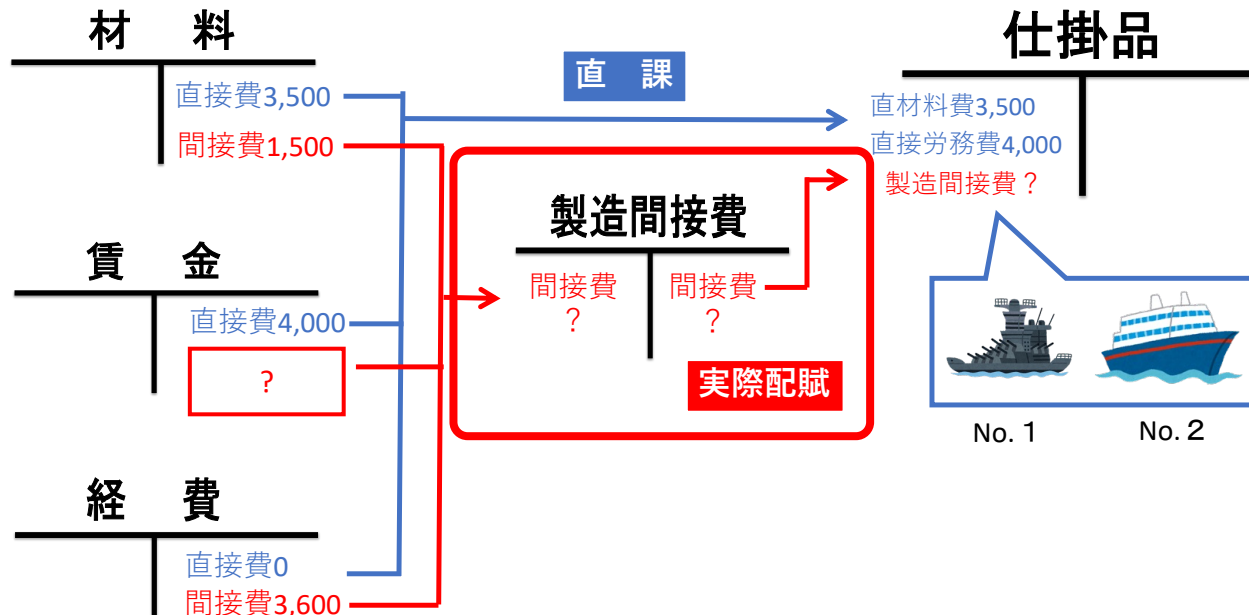 材　料
直接費3,500
間接費1,500
賃　金
直接費4,000
?
経　費
直接費0
間接費3,600
直　課
製造間接費
間接費
？
間接費
？
実際配賦
仕掛品
直材料費3,500
直接労務費4,000
製造間接費？
No.１
No.２